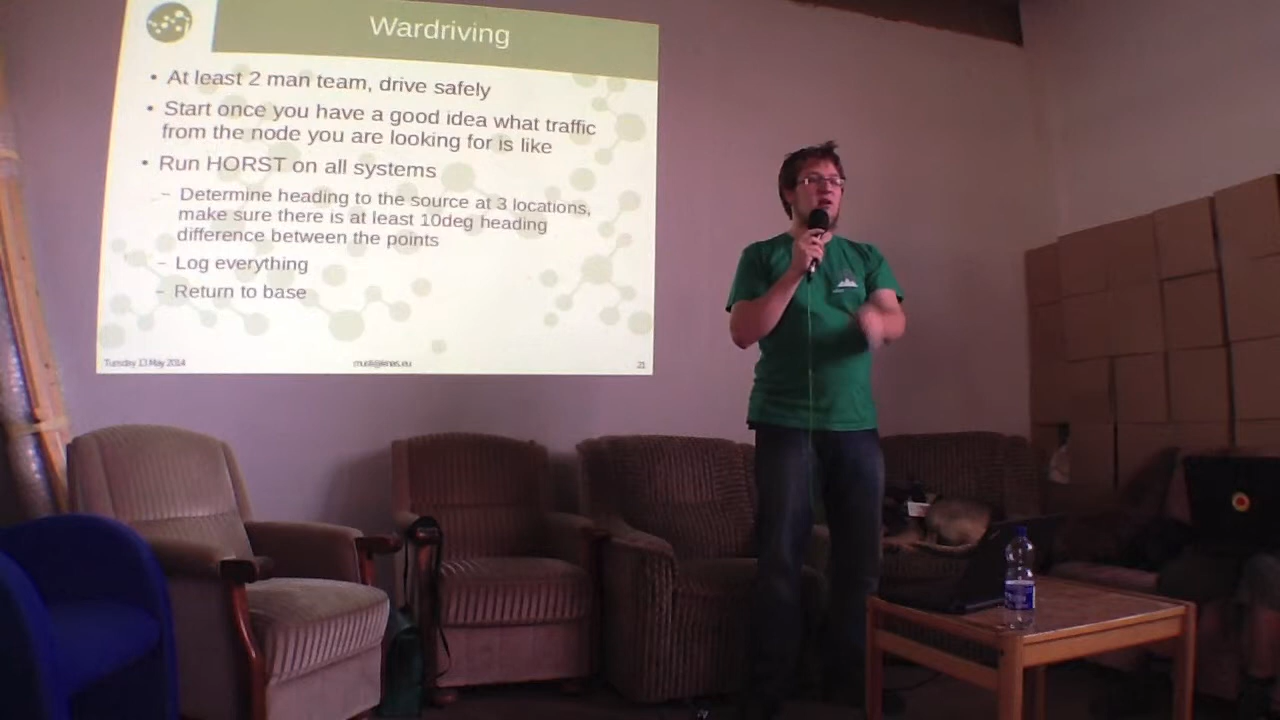 Wardriving
• At least 2 man team, drive safely
• Start once you have a good idea what traffic
from the node you are looking for is like
• Run HORST on all systems
– Determine heading to the source at 3 locations,
make sure there is at least 10deg heading
difference between the points
– Log everything
– Return to base
Tuesday 13 May 2014
21